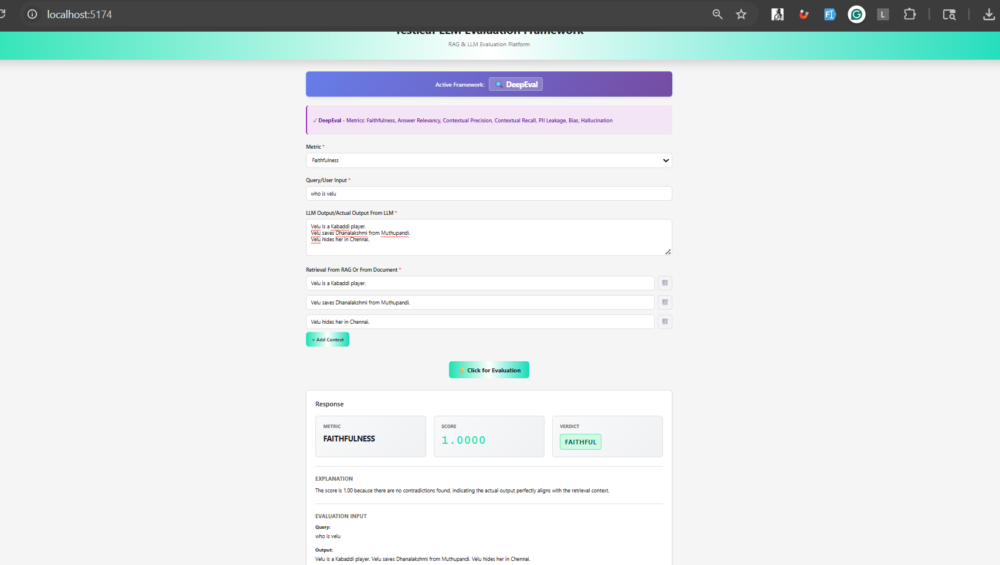 localhost:5174
L
LLM Evaluation Framework
RAG & LLM Evaluation Platform
Active Framework: DeepEval
✓ DeepEval - Metrics: Faithfulness, Answer Relevancy, Contextual Precision, Contextual Recall, PII Leakage, Bias, Hallucination
Metric *
Faithfulness
Query/User Input *
who is velu
LLM Output/Actual Output From LLM *
Velu is a Kabaddi player.
Velu saves Dhanalakshmi from Muthupandi.
Velu hides her in Chennai.
Retrieval From RAG Or From Document *
Velu is a Kabaddi player.
Velu saves Dhanalakshmi from Muthupandi.
Velu hides her in Chennai.
+ Add Context
✨ Click for Evaluation
Response
METRIC
FAITHFULNESS
SCORE
1.0000
VERDICT
FAITHFUL
EXPLANATION
The score is 1.00 because there are no contradictions found, indicating the actual output perfectly aligns with the retrieval context.
EVALUATION INPUT
Query:
who is velu
Output:
Velu is a Kabaddi player. Velu saves Dhanalakshmi from Muthupandi. Velu hides her in Chennai.